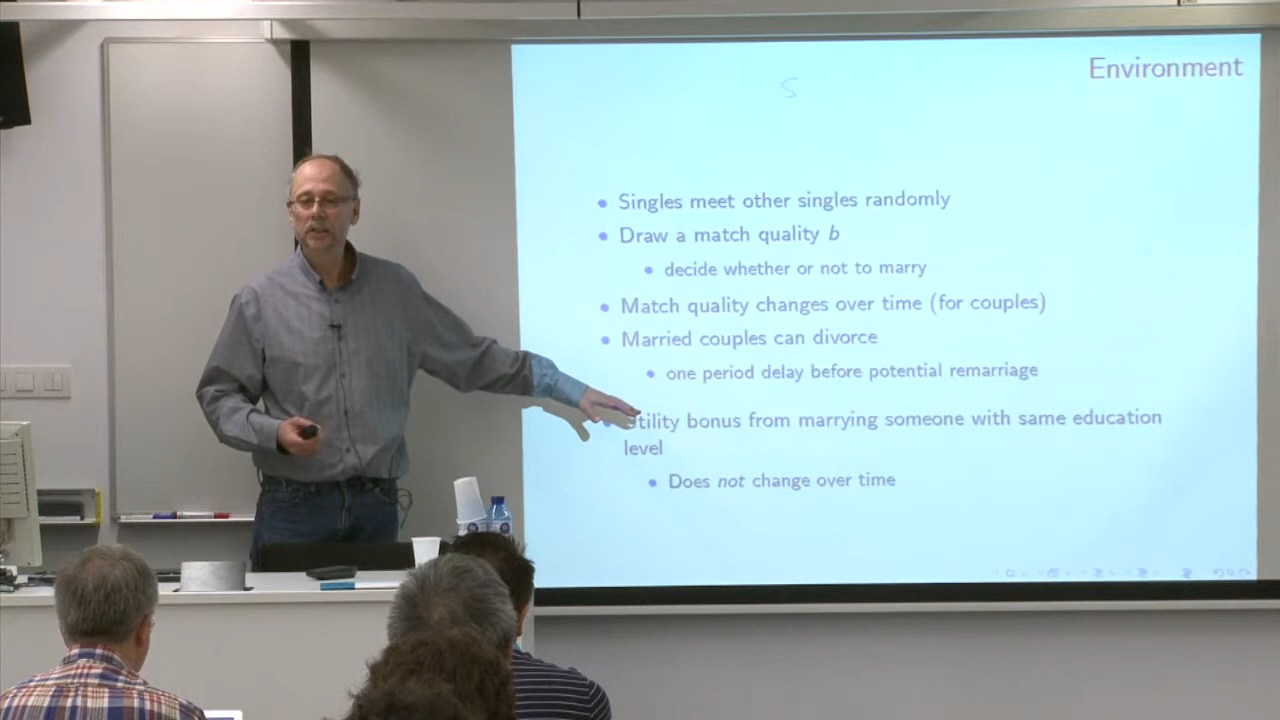 Environment
S
• Singles meet other singles randomly
• Draw a match quality b
• decide whether or not to marry
• Match quality changes over time (for couples)
• Married couples can divorce
• one period delay before potential remarriage
tility bonus from marrying someone with same education
level
• Does not change over time